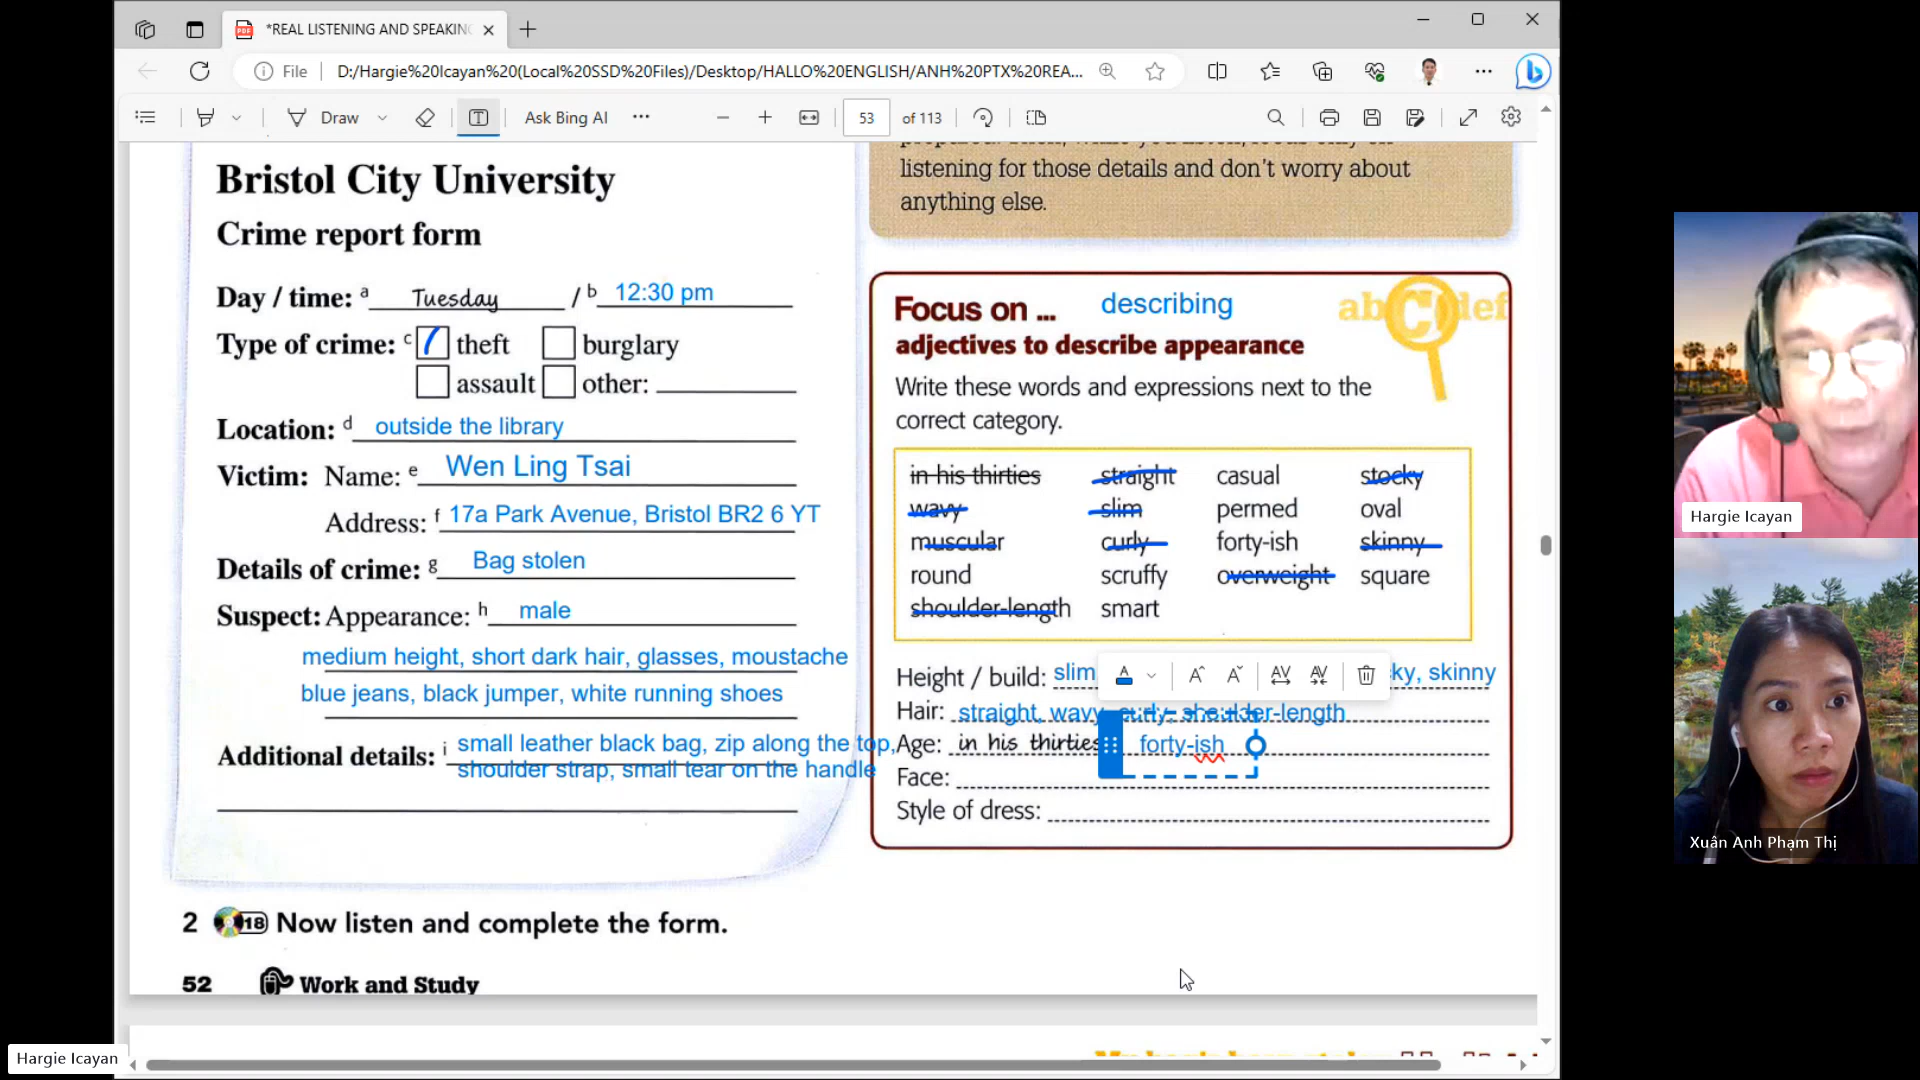 *REAL LISTENING AND SPEAKING
File
D:/Hargie%20Icayan%20(Local%20SSD%20Files)/Desktop/HALLO%20ENGLISH/ANH%20PTX%20REA...
Draw
Ask Bing AI
53
of 113
listening for those details and don't worry about
anything else.
Bristol City University
Crime report form
Day / time: a Tuesday / b 12:30 pm
Type of crime: c theft burglary
assault other:
Location: d outside the library
Victim: Name: e Wen Ling Tsai
Address: f 17a Park Avenue, Bristol BR2 6 YT
Details of crime: g Bag stolen
Suspect: Appearance: h male
medium height, short dark hair, glasses, moustache
blue jeans, black jumper, white running shoes
Additional details: i small leather black bag, zip along the top,
shoulder strap, small tear on the handle
Focus on ... describing
abCdef
adjectives to describe appearance
Write these words and expressions next to the
correct category.
in his thirties straight casual stocky
wavy slim permed oval
muscular curly forty-ish skinny
round scruffy overweight square
shoulder-length smart
Height / build: slim ky, skinny
Hair: straight, wavy, curly, shoulder-length
Age: in his thirties forty-ish
Face:
Style of dress:
2 18 Now listen and complete the form.
52 Work and Study
Hargie Icayan
Xuân Anh Phạm Thị
Hargie Icayan